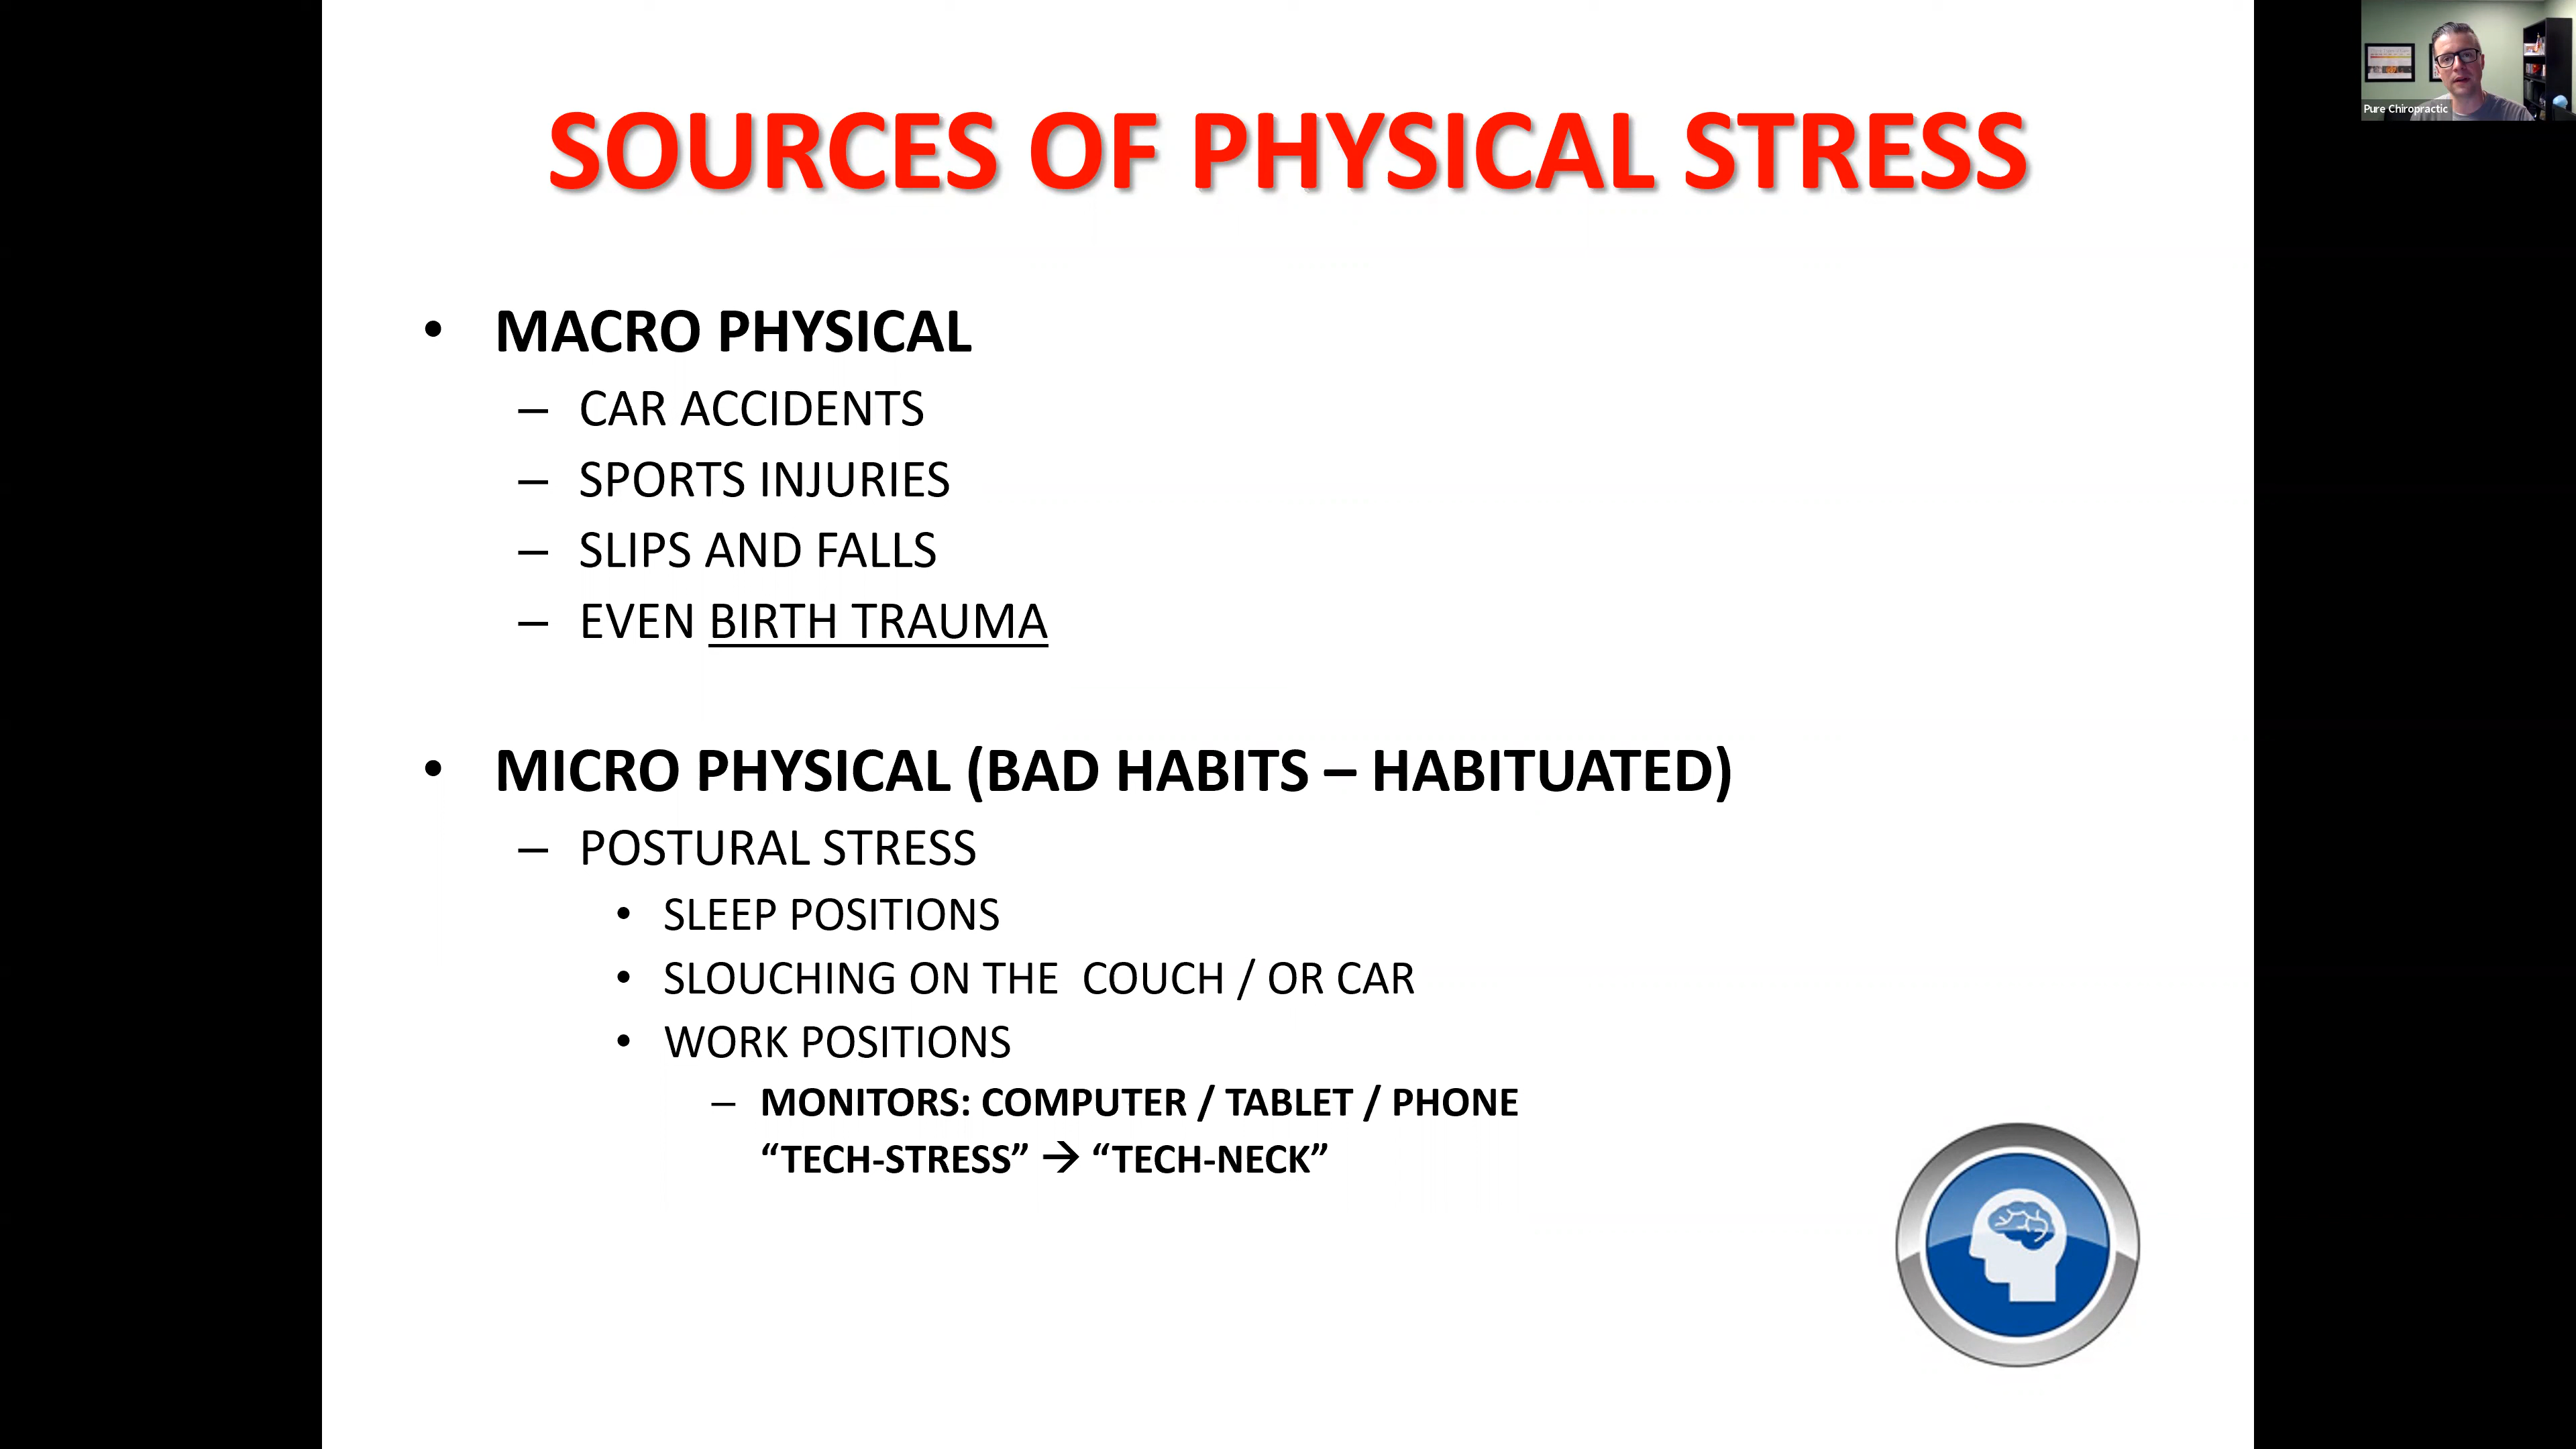 SOURCES OF PHYSICAL STRESS
Pure Chiropractic
• MACRO PHYSICAL
– CAR ACCIDENTS
– SPORTS INJURIES
– SLIPS AND FALLS
– EVEN BIRTH TRAUMA
• MICRO PHYSICAL (BAD HABITS – HABITUATED)
– POSTURAL STRESS
• SLEEP POSITIONS
• SLOUCHING ON THE  COUCH / OR CAR
• WORK POSITIONS
– MONITORS: COMPUTER / TABLET / PHONE
“TECH-STRESS” → “TECH-NECK”